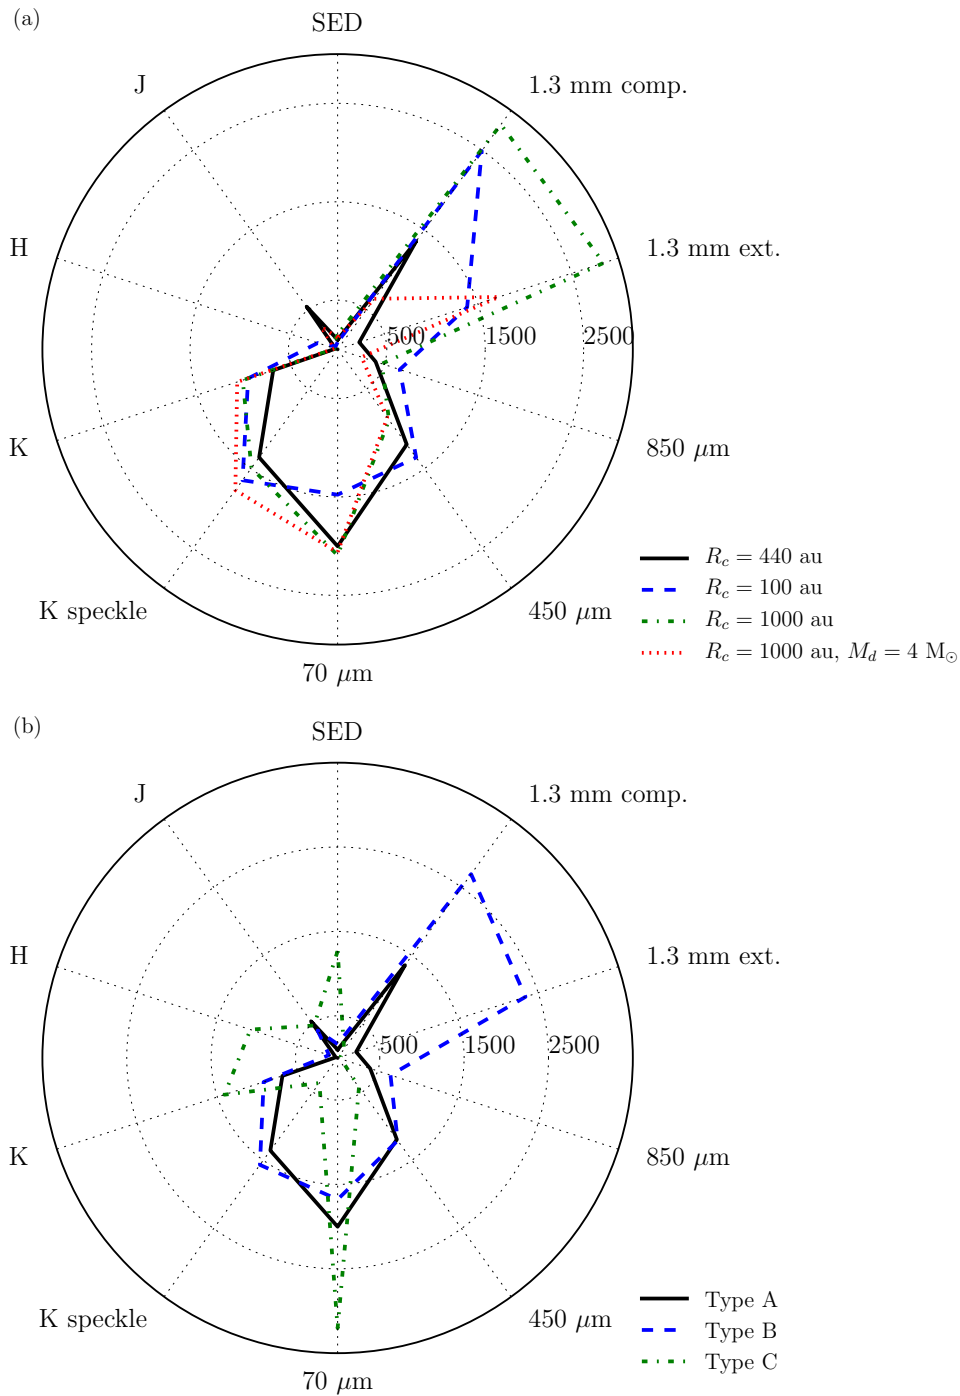 (a)
SED
J
1.3 mm comp.
H
1.3 mm ext.
500
1500
2500
K
850 μm
K speckle
450 μm
70 μm
R_c = 440 au
R_c = 100 au
R_c = 1000 au
R_c = 1000 au, M_d = 4 M_⊙
(b)
SED
J
1.3 mm comp.
H
1.3 mm ext.
500
1500
2500
K
850 μm
K speckle
450 μm
70 μm
Type A
Type B
Type C